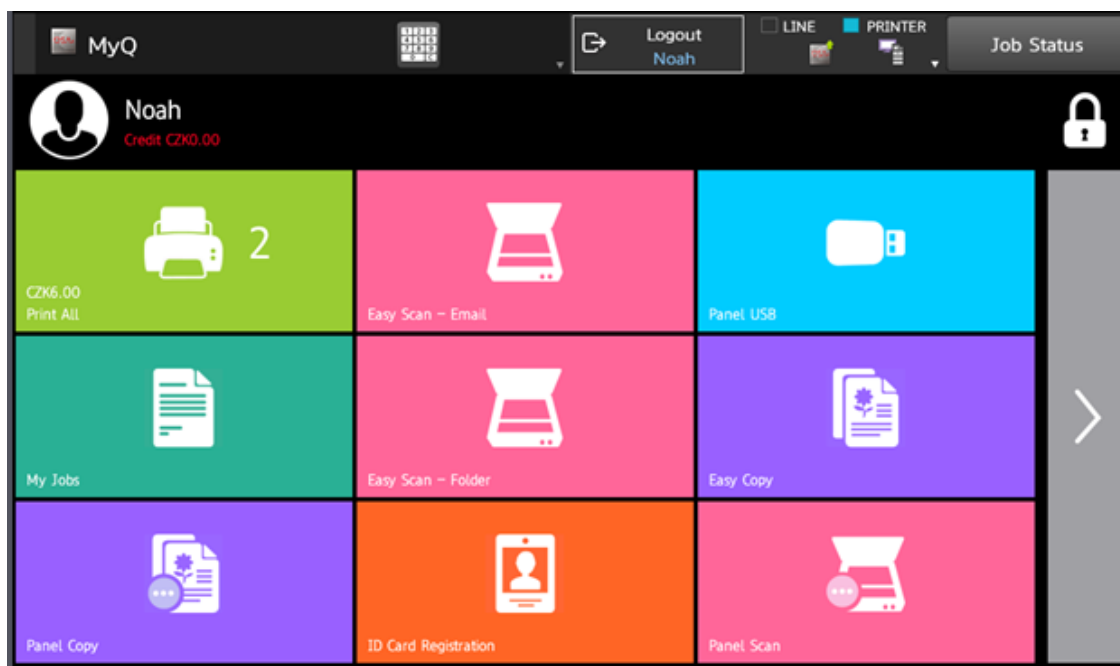 MyQ
Logout
Noah
LINE
PRINTER
Job Status
Noah
Credit CZK0.00
2
CZK6.00
Print All
Easy Scan – Email
Panel USB
My Jobs
Easy Scan – Folder
Easy Copy
Panel Copy
ID Card Registration
Panel Scan